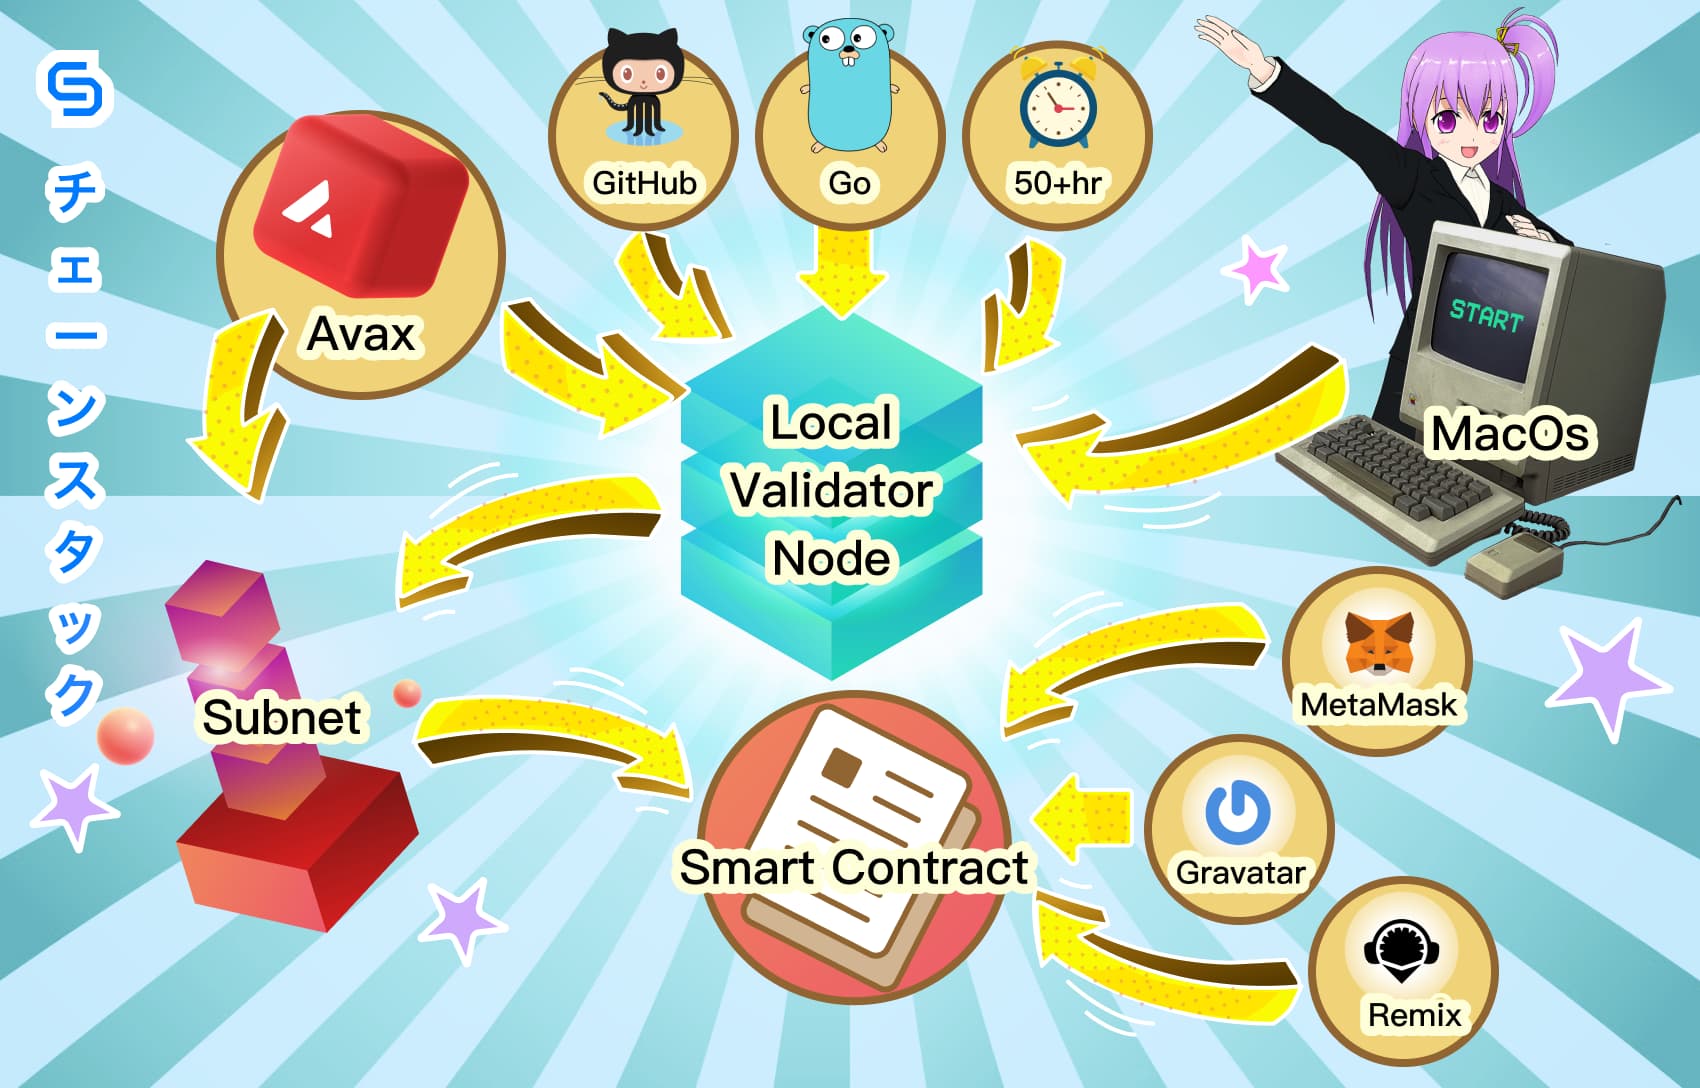 チェーンスタック
GitHub
Go
50+hr
Avax
START
MacOs
Local
Validator
Node
Subnet
MetaMask
Smart Contract
Gravatar
Remix